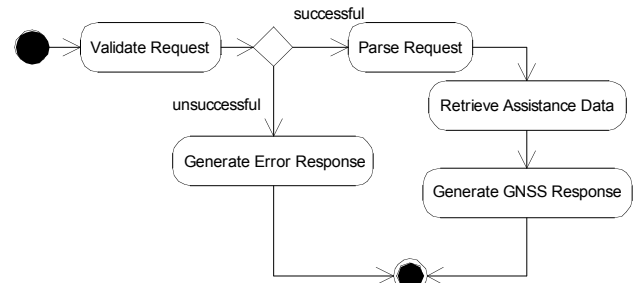 successful
Validate Request
Parse Request
unsuccessful
Retrieve Assistance Data
Generate Error Response
Generate GNSS Response